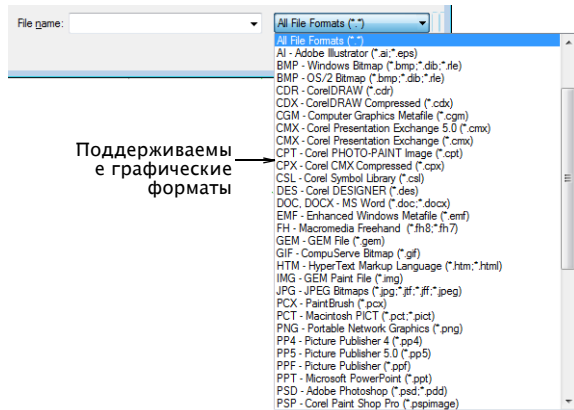 File name:
All File Formats (*.*)
All File Formats (*.*)
AI - Adobe Illustrator (*.ai;*.eps)
BMP - Windows Bitmap (*.bmp;*.dib;*.rle)
BMP - OS/2 Bitmap (*.bmp;*.dib;*.rle)
CDR - CorelDRAW (*.cdr)
CDX - CorelDRAW Compressed (*.cdx)
CGM - Computer Graphics Metafile (*.cgm)
CMX - Corel Presentation Exchange 5.0 (*.cmx)
CMX - Corel Presentation Exchange (*.cmx)
CPT - Corel PHOTO-PAINT Image (*.cpt)
CPX - Corel CMX Compressed (*.cpx)
CSL - Corel Symbol Library (*.csl)
DES - Corel DESIGNER (*.des)
DOC, DOCX - MS Word (*.doc;*.docx)
EMF - Enhanced Windows Metafile (*.emf)
FH - Macromedia Freehand (*.fh8;*.fh7)
GEM - GEM File (*.gem)
GIF - CompuServe Bitmap (*.gif)
HTM - HyperText Markup Language (*.htm;*.html)
IMG - GEM Paint File (*.img)
JPG - JPEG Bitmaps (*.jpg;*.jtf;*.jff;*.jpeg)
PCX - PaintBrush (*.pcx)
PCT - Macintosh PICT (*.pct;*.pict)
PNG - Portable Network Graphics (*.png)
PP4 - Picture Publisher 4 (*.pp4)
PP5 - Picture Publisher 5.0 (*.pp5)
PPF - Picture Publisher (*.ppf)
PPT - Microsoft PowerPoint (*.ppt)
PSD - Adobe Photoshop (*.psd;*.pdd)
PSP - Corel Paint Shop Pro (*.pspimage)
Поддерживаемы
е графические
форматы